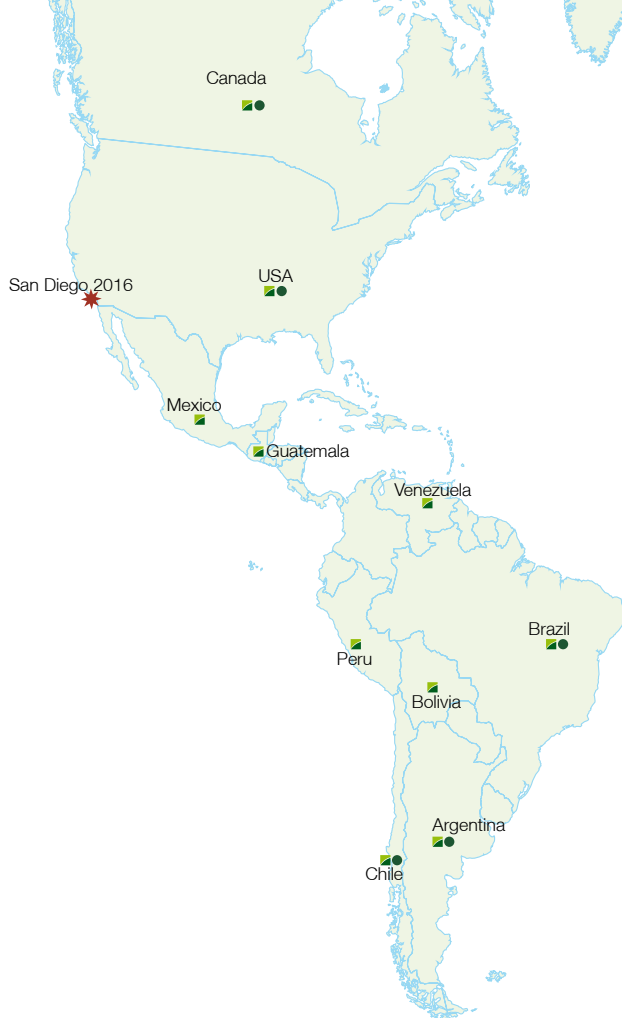 Canada
USA
San Diego 2016
Mexico
Guatemala
Venezuela
Brazil
Peru
Bolivia
Argentina
Chile